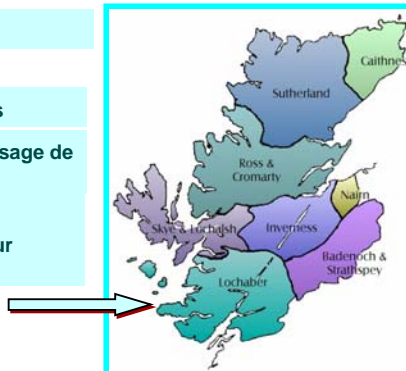 s
sage de
ur
Caithness
Sutherland
Ross &
Cromarty
Nairn
Skye & Lochalsh
Inverness
Badenoch &
Strathspey
Lochaber